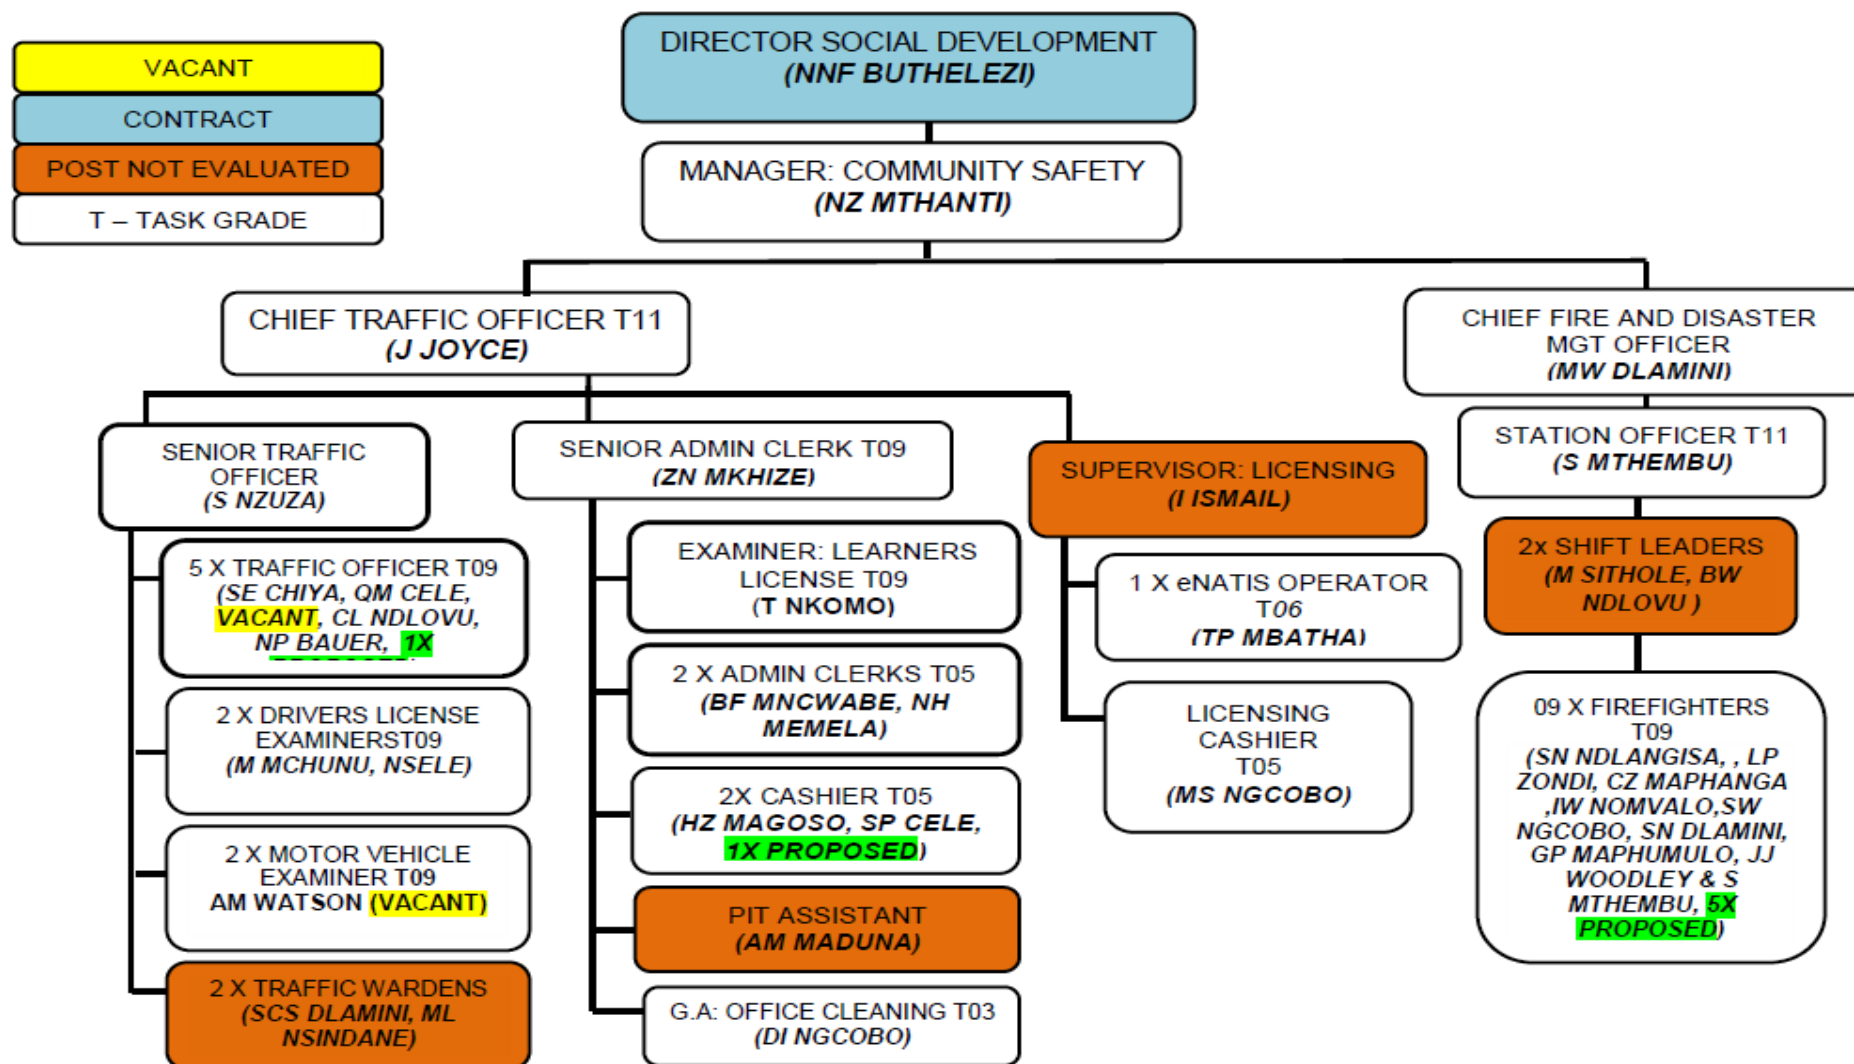 VACANT
CONTRACT
POST NOT EVALUATED
T – TASK GRADE
DIRECTOR SOCIAL DEVELOPMENT
(NNF BUTHELEZI)
MANAGER: COMMUNITY SAFETY
(NZ MTHANTI)
CHIEF TRAFFIC OFFICER T11
(J JOYCE)
CHIEF FIRE AND DISASTER
MGT OFFICER
(MW DLAMINI)
SENIOR TRAFFIC
OFFICER
(S NZUZA)
5 X TRAFFIC OFFICER T09
(SE CHIYA, QM CELE,
VACANT, CL NDLOVU,
NP BAUER, 1X
2 X DRIVERS LICENSE
EXAMINERST09
(M MCHUNU, NSELE)
2 X MOTOR VEHICLE
EXAMINER T09
AM WATSON (VACANT)
2 X TRAFFIC WARDENS
(SCS DLAMINI, ML
NSINDANE)
SENIOR ADMIN CLERK T09
(ZN MKHIZE)
EXAMINER: LEARNERS
LICENSE T09
(T NKOMO)
2 X ADMIN CLERKS T05
(BF MNCWABE, NH
MEMELA)
2X CASHIER T05
(HZ MAGOSO, SP CELE,
1X PROPOSED)
PIT ASSISTANT
(AM MADUNA)
G.A: OFFICE CLEANING T03
(DI NGCOBO)
SUPERVISOR: LICENSING
(I ISMAIL)
1 X eNATIS OPERATOR
T06
(TP MBATHA)
LICENSING
CASHIER
T05
(MS NGCOBO)
STATION OFFICER T11
(S MTHEMBU)
2x SHIFT LEADERS
(M SITHOLE, BW
NDLOVU )
09 X FIREFIGHTERS
T09
(SN NDLANGISA, , LP
ZONDI, CZ MAPHANGA
,IW NOMVALO,SW
NGCOBO, SN DLAMINI,
GP MAPHUMULO, JJ
WOODLEY & S
MTHEMBU, 5X
PROPOSED)